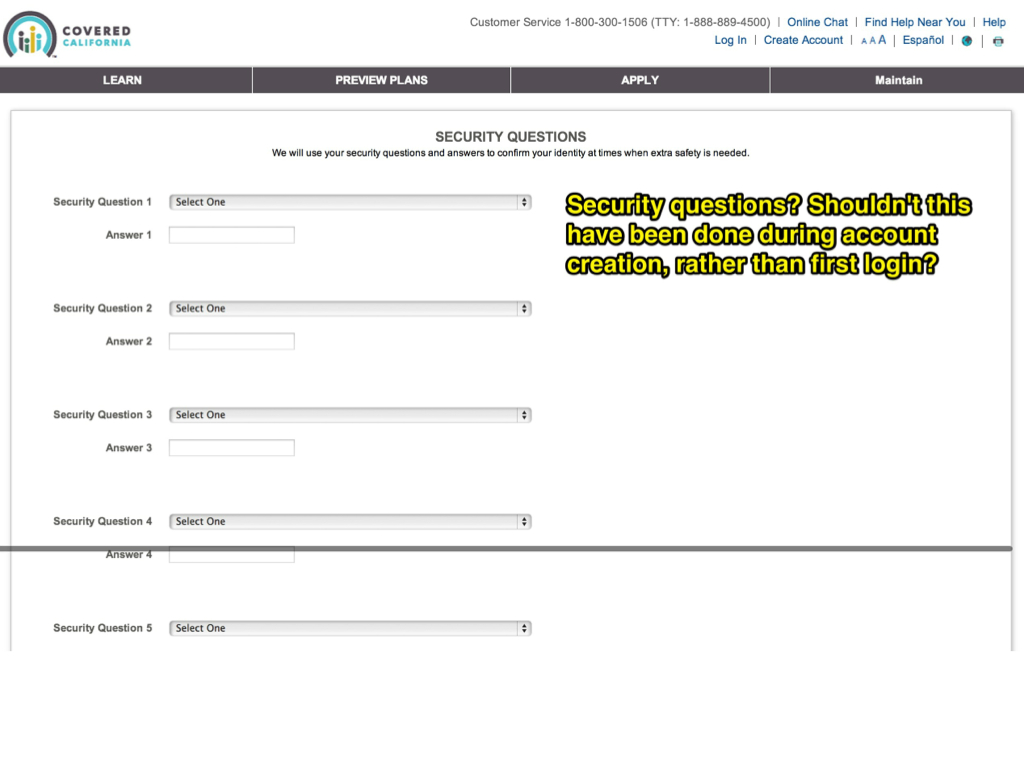 COVERED
CALIFORNIA
Customer Service 1-800-300-1506 (TTY: 1-888-889-4500) | Online Chat | Find Help Near You | Help
Log In | Create Account | A A A | Español | |
LEARN PREVIEW PLANS APPLY Maintain
SECURITY QUESTIONS
We will use your security questions and answers to confirm your identity at times when extra safety is needed.
Security Question 1 Select One
Answer 1
Security questions? Shouldn't this
have been done during account
creation, rather than first login?
Security Question 2 Select One
Answer 2
Security Question 3 Select One
Answer 3
Security Question 4 Select One
Answer 4
Security Question 5 Select One